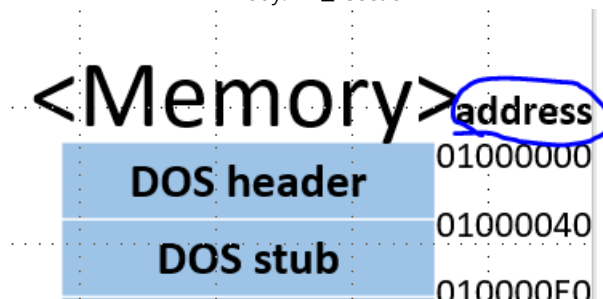 <Memory>
address
01000000
DOS header
01000040
DOS stub
010000E0